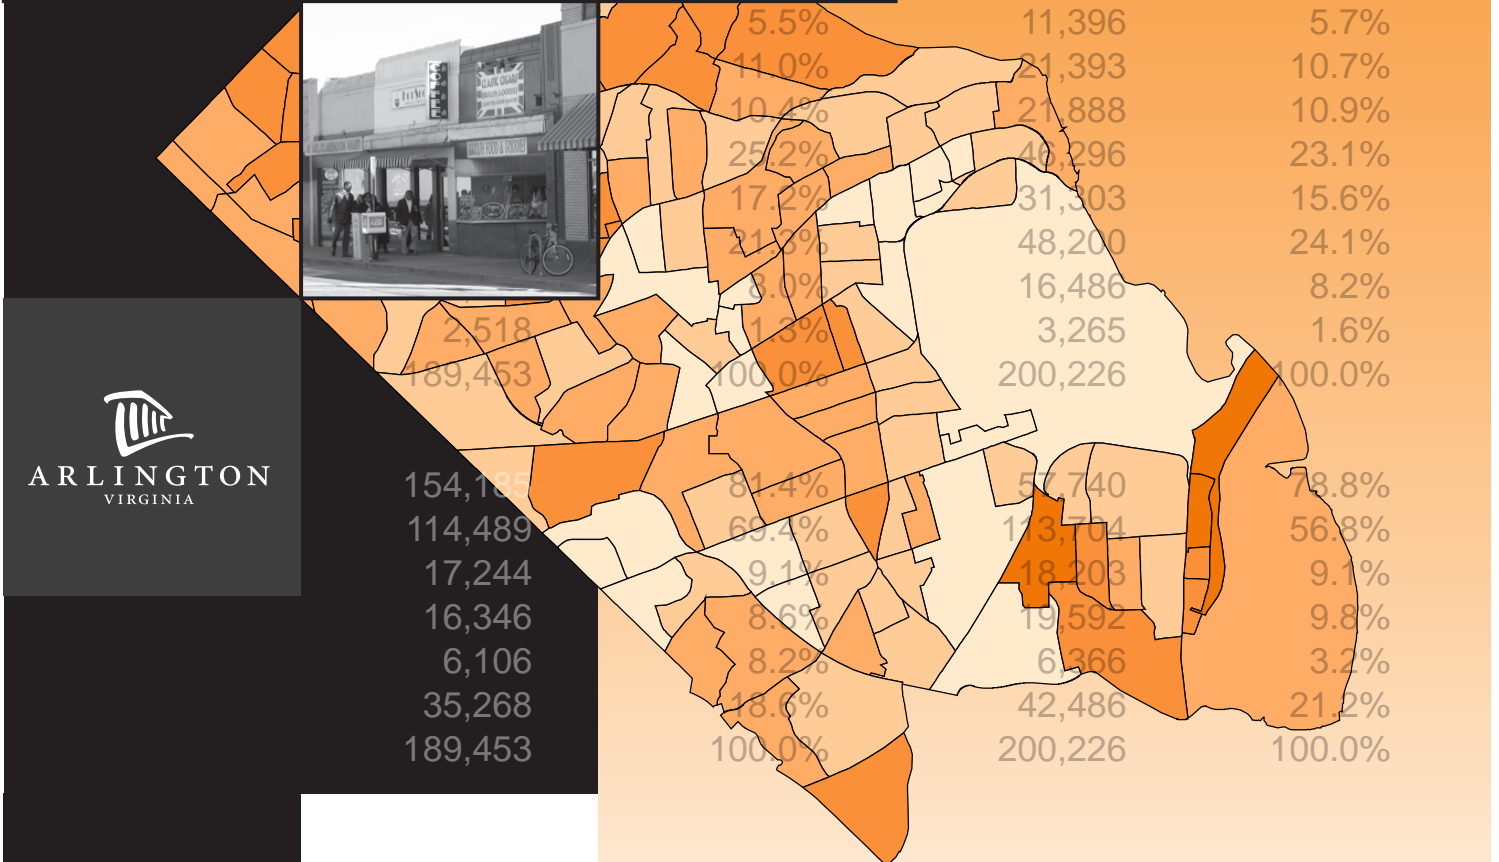 5.5% 11,396 5.7%
11.0% 21,393 10.7%
10.4% 21,888 10.9%
25.2% 46,296 23.1%
17.2% 31,303 15.6%
21.3% 48,200 24.1%
8.0% 16,486 8.2%
2,518 1.3% 3,265 1.6%
189,453 100.0% 200,226 100.0%
154,185 81.4% 57,740 78.8%
114,489 69.4% 113,704 56.8%
17,244 9.1% 18,203 9.1%
16,346 8.6% 19,592 9.8%
6,106 8.2% 6,366 3.2%
35,268 18.6% 42,486 21.2%
189,453 100.0% 200,226 100.0%
COFFEE
CLASSIC CIGARS
ARLINGTON
VIRGINIA